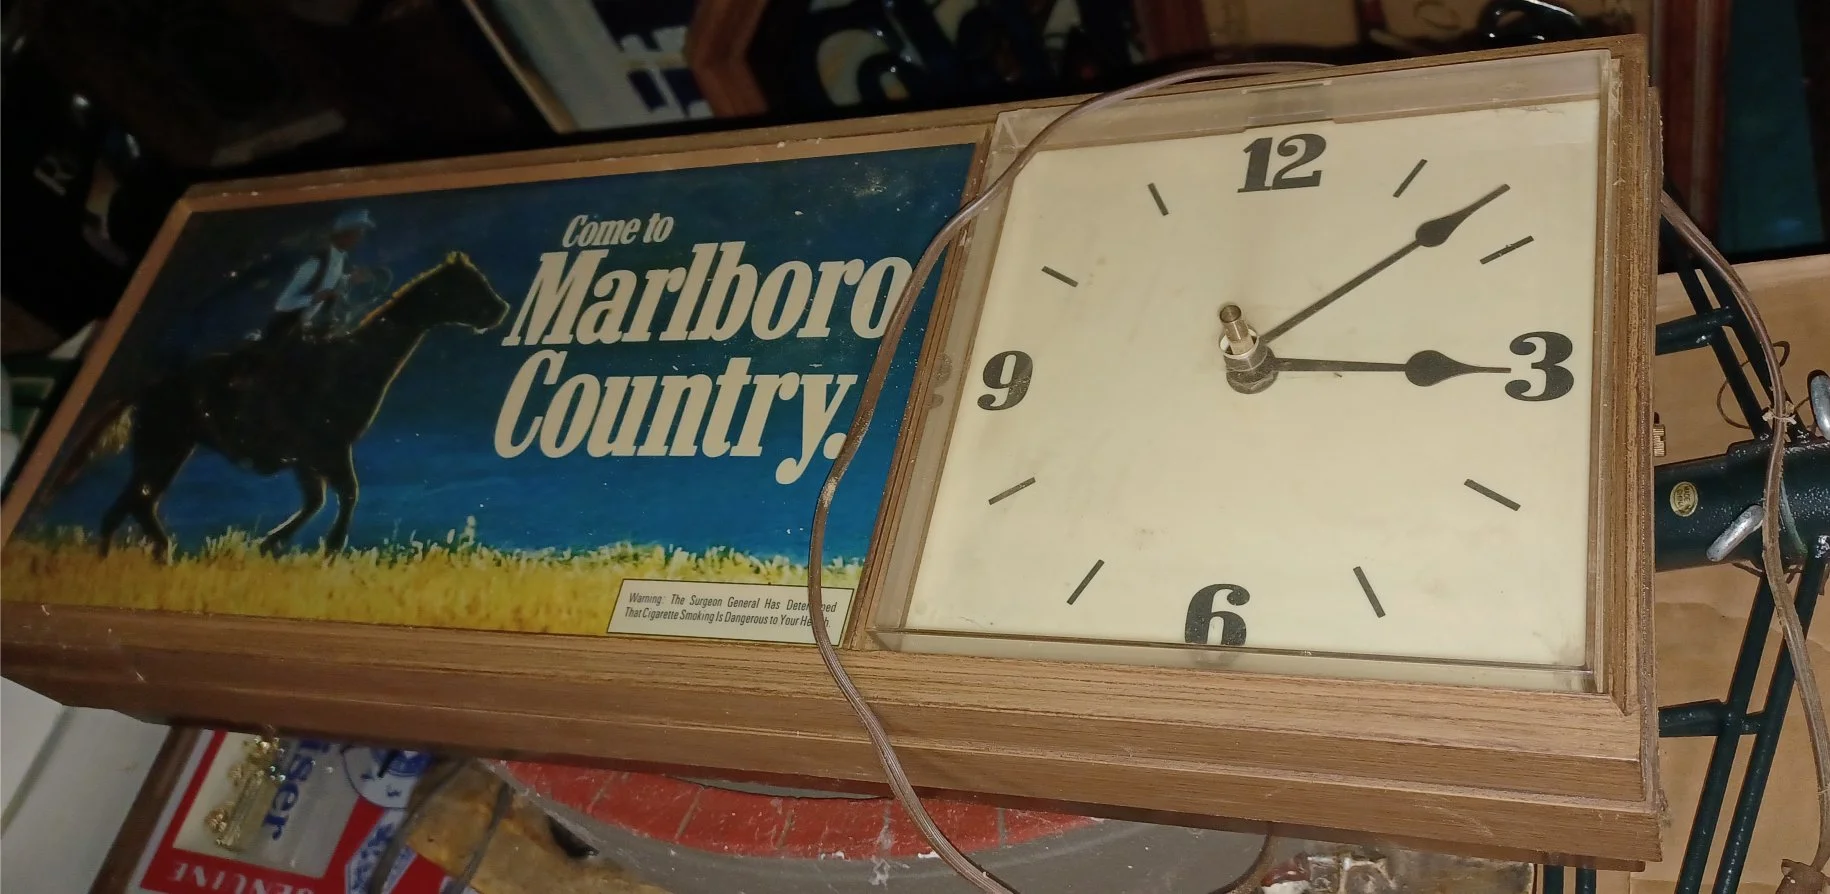 Come to
Marlboro
Country.
Warning: The Surgeon General Has Determined
That Cigarette Smoking Is Dangerous to Your Health.
12
3
6
9